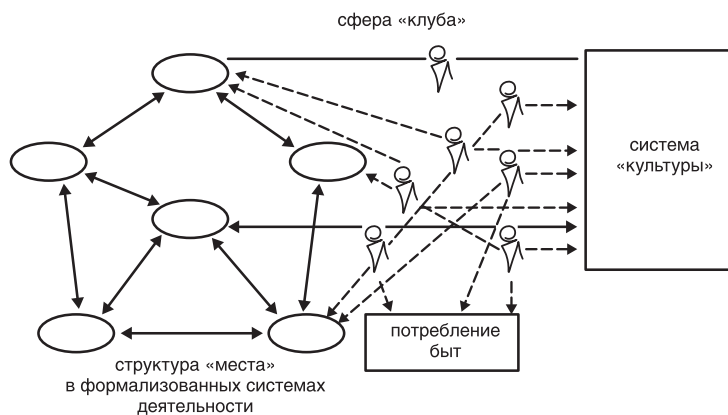 сфера «клуба»
система
«культуры»
потребление
быт
структура «места»
в формализованных системах
деятельности